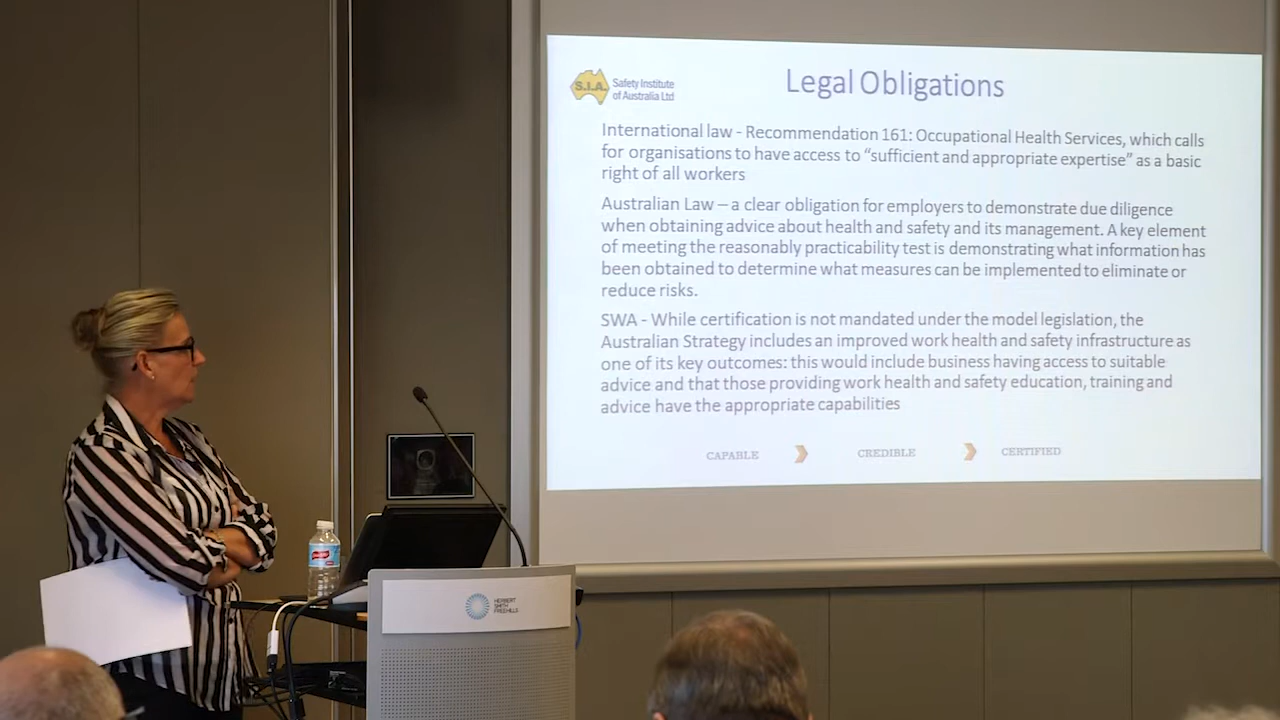 S.I.A.
Safety Institute
of Australia Ltd
Legal Obligations
International law - Recommendation 161: Occupational Health Services, which calls
for organisations to have access to “sufficient and appropriate expertise” as a basic
right of all workers
Australian Law – a clear obligation for employers to demonstrate due diligence
when obtaining advice about health and safety and its management. A key element
of meeting the reasonably practicability test is demonstrating what information has
been obtained to determine what measures can be implemented to eliminate or
reduce risks.
SWA - While certification is not mandated under the model legislation, the
Australian Strategy includes an improved work health and safety infrastructure as
one of its key outcomes: this would include business having access to suitable
advice and that those providing work health and safety education, training and
advice have the appropriate capabilities
CAPABLE CREDIBLE CERTIFIED
HERBERT
SMITH
FREEHILLS